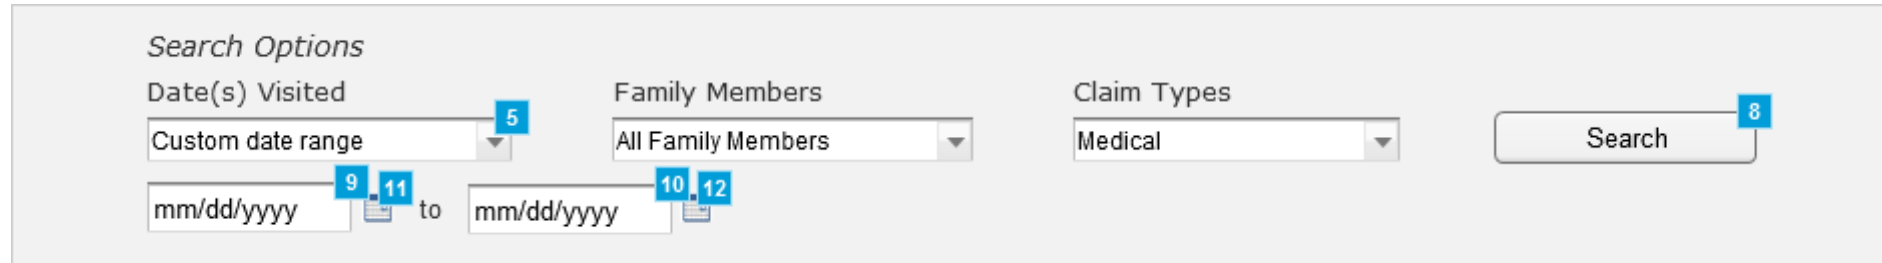 Search Options
Date(s) Visited Family Members Claim Types
5 8
Custom date range All Family Members Medical Search
9 11 10 12
mm/dd/yyyy to mm/dd/yyyy